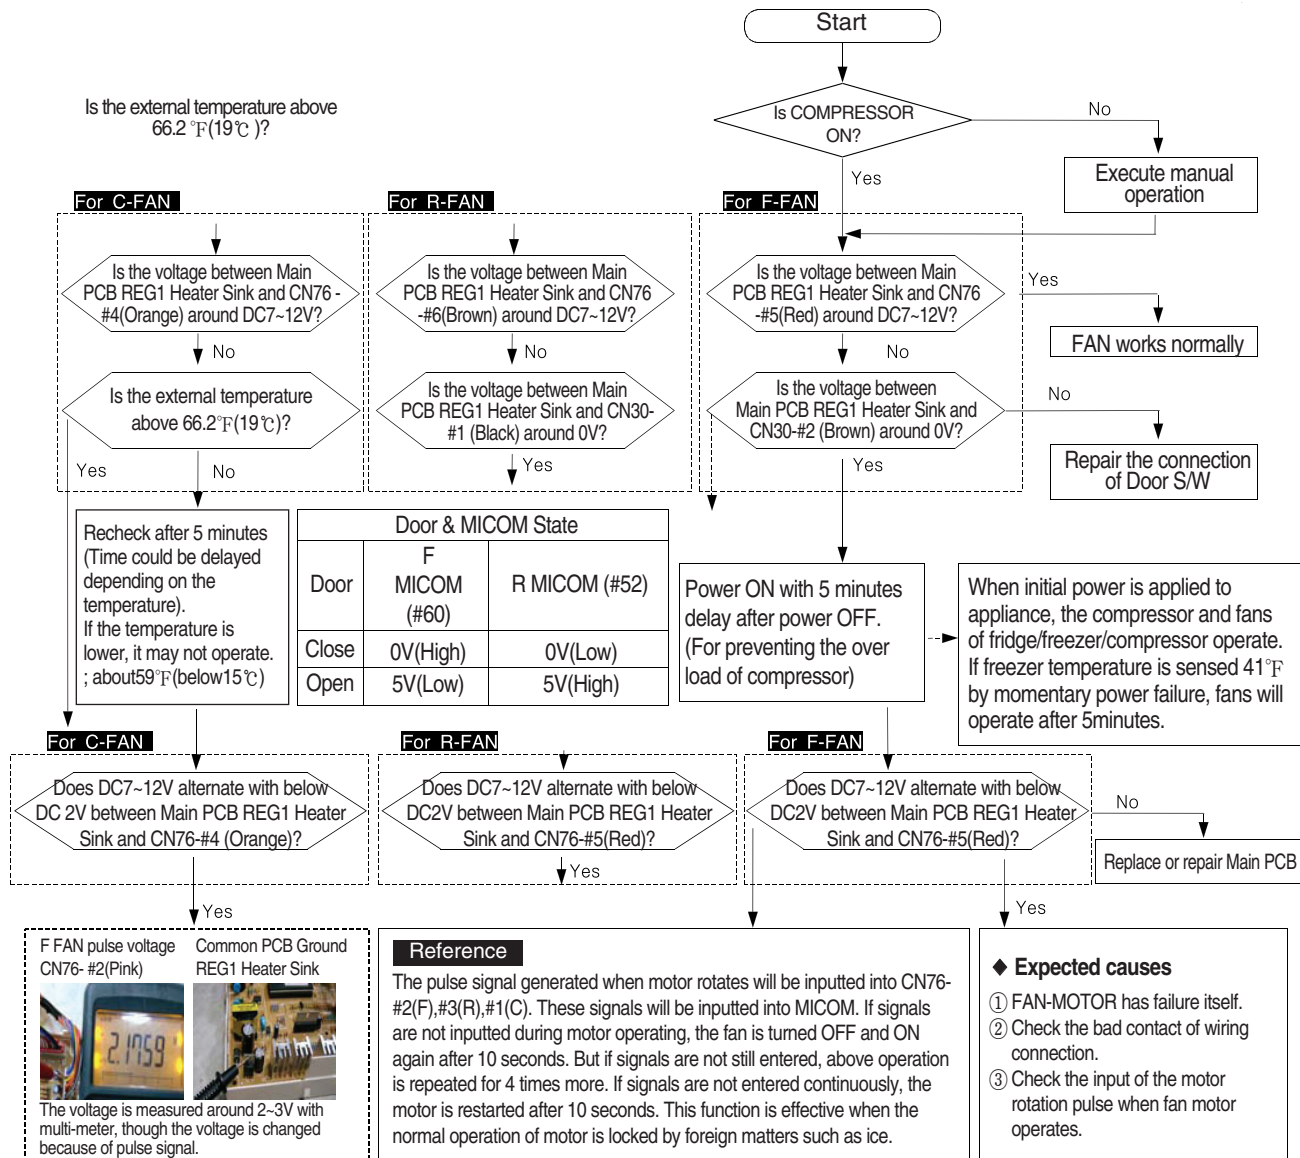 Start
Is the external temperature above
66.2 °F(19℃ )?
Is COMPRESSOR
ON?
No
Execute manual
operation
Yes
For C-FAN
For R-FAN
For F-FAN
Is the voltage between Main
PCB REG1 Heater Sink and CN76 -
#4(Orange) around DC7~12V?
Is the voltage between Main
PCB REG1 Heater Sink and CN76
-#6(Brown) around DC7~12V?
Is the voltage between Main
PCB REG1 Heater Sink and CN76
-#5(Red) around DC7~12V?
Yes
FAN works normally
No
No
No
Is the external temperature
above 66.2°F(19℃)?
Is the voltage between Main
PCB REG1 Heater Sink and CN30-
#1 (Black) around 0V?
Is the voltage between
Main PCB REG1 Heater Sink and
CN30-#2 (Brown) around 0V?
No
Repair the connection
of Door S/W
Yes
No
Yes
Yes
Recheck after 5 minutes
(Time could be delayed
depending on the
temperature).
If the temperature is
lower, it may not operate.
; about59°F(below15℃)
Door & MICOM State
Door
F
MICOM
(#60)
R MICOM (#52)
Close 0V(High) 0V(Low)
Open 5V(Low) 5V(High)
Power ON with 5 minutes
delay after power OFF.
(For preventing the over
load of compressor)
When initial power is applied to
appliance, the compressor and fans
of fridge/freezer/compressor operate.
If freezer temperature is sensed 41°F
by momentary power failure, fans will
operate after 5minutes.
For C-FAN
For R-FAN
For F-FAN
Does DC7~12V alternate with below
DC 2V between Main PCB REG1 Heater
Sink and CN76-#4 (Orange)?
Does DC7~12V alternate with below
DC2V between Main PCB REG1 Heater
Sink and CN76-#5(Red)?
Does DC7~12V alternate with below
DC2V between Main PCB REG1 Heater
Sink and CN76-#5(Red)?
No
Replace or repair Main PCB
Yes
Yes
Yes
F FAN pulse voltage
CN76- #2(Pink)
Common PCB Ground
REG1 Heater Sink
2.1759
The voltage is measured around 2~3V with
multi-meter, though the voltage is changed
because of pulse signal.
Reference
The pulse signal generated when motor rotates will be inputted into CN76-
#2(F),#3(R),#1(C). These signals will be inputted into MICOM. If signals
are not inputted during motor operating, the fan is turned OFF and ON
again after 10 seconds. But if signals are not still entered, above operation
is repeated for 4 times more. If signals are not entered continuously, the
motor is restarted after 10 seconds. This function is effective when the
normal operation of motor is locked by foreign matters such as ice.
◆ Expected causes
① FAN-MOTOR has failure itself.
② Check the bad contact of wiring
connection.
③ Check the input of the motor
rotation pulse when fan motor
operates.